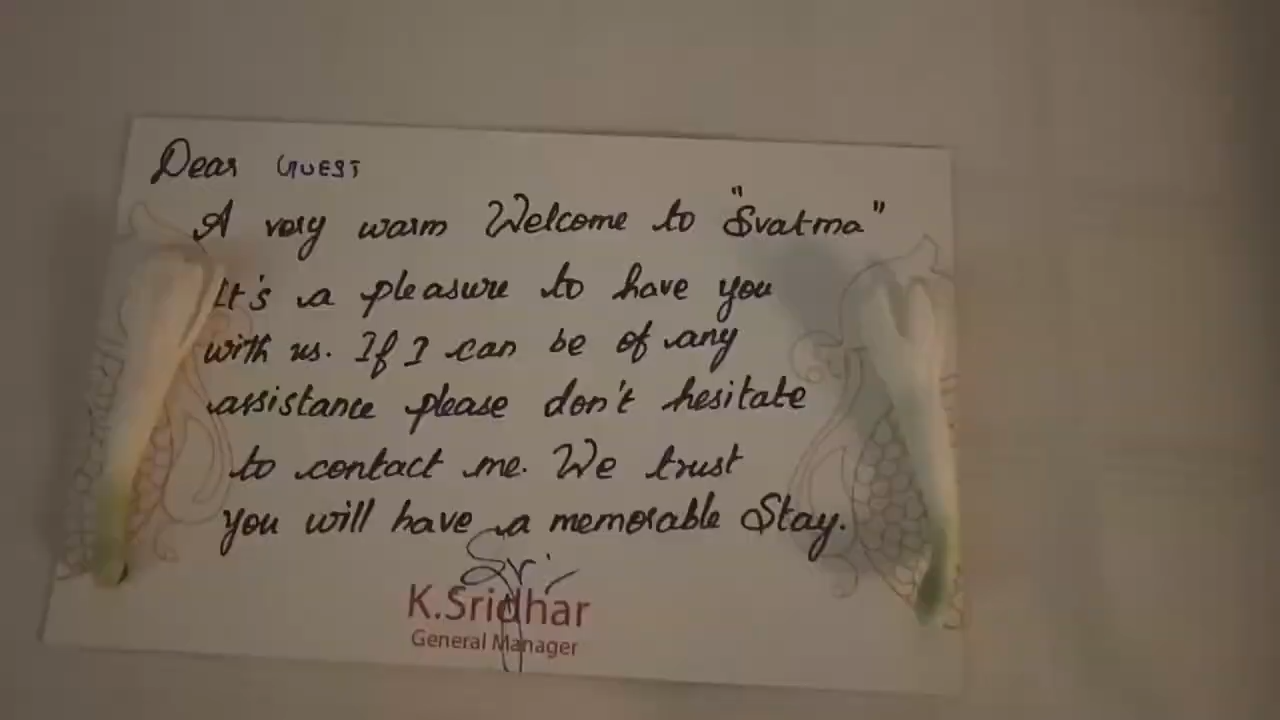 Dear GUEST
A very warm Welcome to "Svatma"
It's a pleasure to have you
with us. If I can be of any
assistance please don't hesitate
to contact me. We trust
you will have a memorable Stay.
Sri
K.Sridhar
General Manager